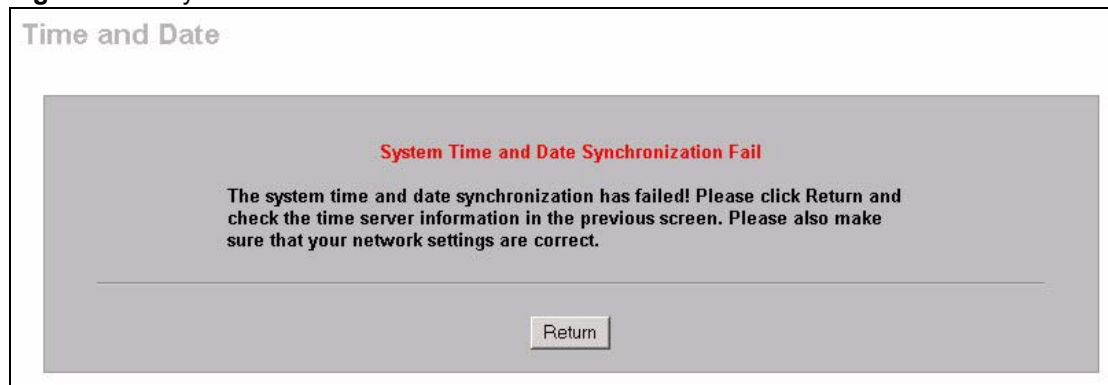 Time and Date
System Time and Date Synchronization Fail
The system time and date synchronization has failed! Please click Return and
check the time server information in the previous screen. Please also make
sure that your network settings are correct.
Return